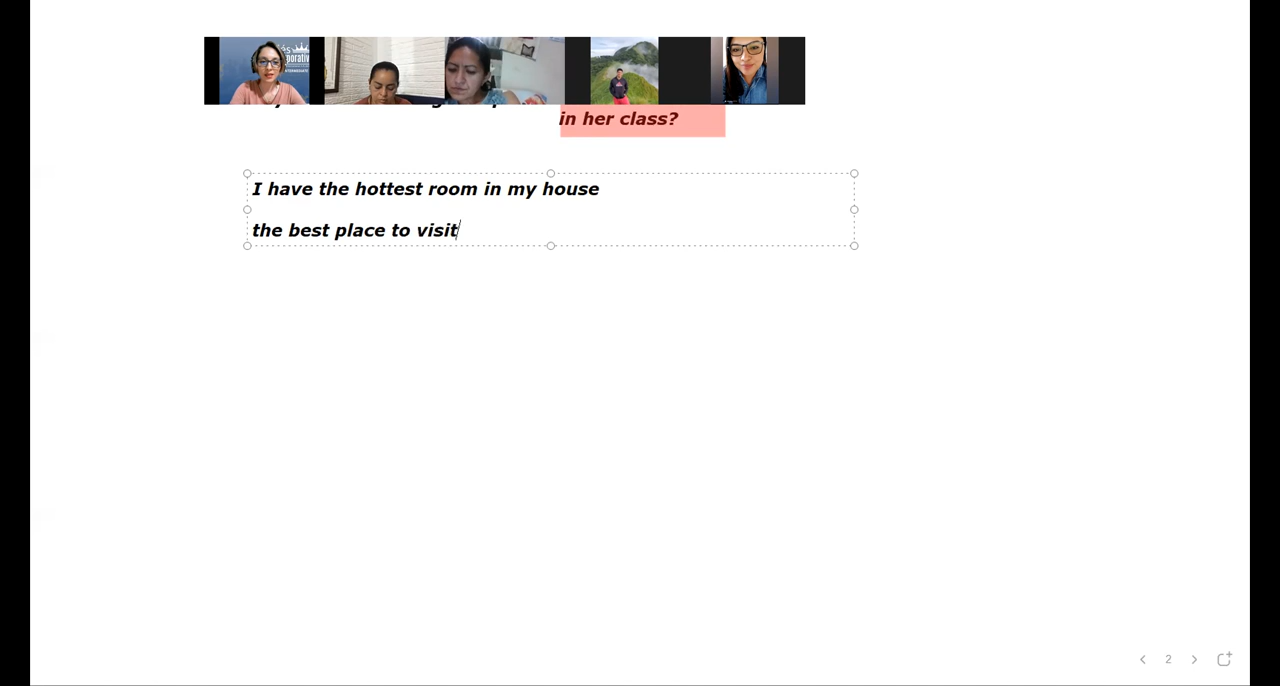 in her class?
I have the hottest room in my house
the best place to visit
2